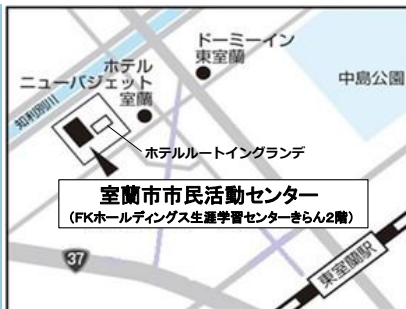 ドーミーイン
東室蘭
ホテル
ニューバジェット
室蘭
中島公園
知利別川
ホテルルートイングランデ
室蘭市市民活動センター
（FKホールディングス生涯学習センターきらん2階）
37
東室蘭駅